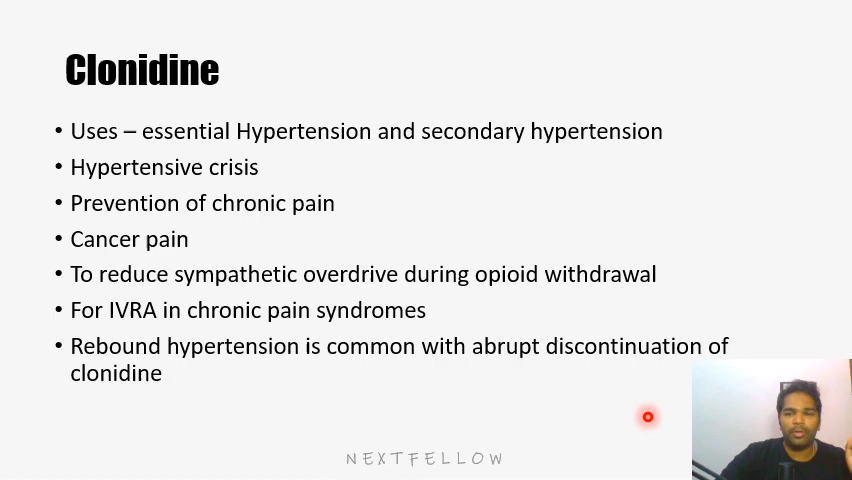 Clonidine
• Uses – essential Hypertension and secondary hypertension
• Hypertensive crisis
• Prevention of chronic pain
• Cancer pain
• To reduce sympathetic overdrive during opioid withdrawal
• For IVRA in chronic pain syndromes
• Rebound hypertension is common with abrupt discontinuation of
clonidine
NEXTFELLOW